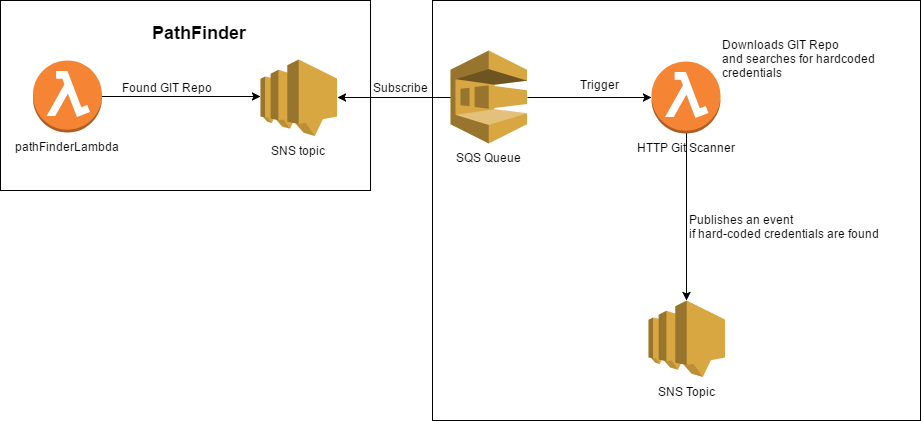 PathFinder
Found GIT Repo
pathFinderLambda
SNS topic
Subscribe
SQS Queue
Trigger
Downloads GIT Repo
and searches for hardcoded
credentials
HTTP Git Scanner
Publishes an event
if hard-coded credentials are found
SNS Topic